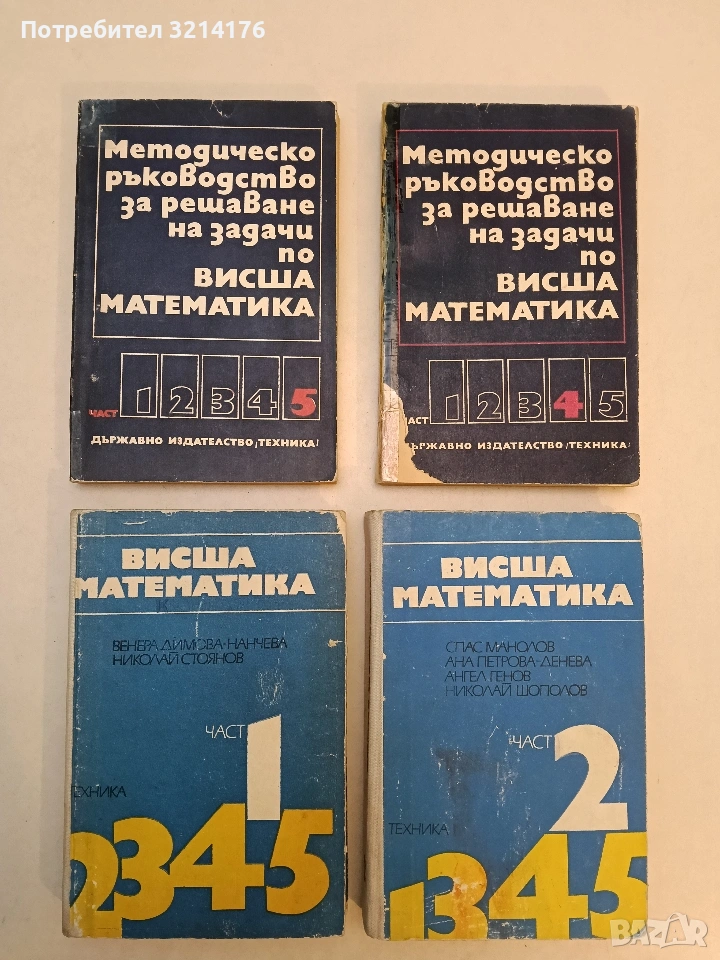 Потребител 3214176
Методическо
ръководство
за решаване
на задачи
по
ВИСША
МАТЕМАТИКА
ЧАСТ 1 2 3 4 5
ДЪРЖАВНО ИЗДАТЕЛСТВО „ТЕХНИКА“
Методическо
ръководство
за решаване
на задачи
по
ВИСША
МАТЕМАТИКА
ЧАСТ 1 2 3 4 5
ДЪРЖАВНО ИЗДАТЕЛСТВО „ТЕХНИКА“
ВИСША
МАТЕМАТИКА
ВЕНЕРА ДИМОВА-НАНЧЕВА
НИКОЛАЙ СТОЯНОВ
ЧАСТ 1
ТЕХНИКА
2345
ВИСША
МАТЕМАТИКА
СПАС МАНОЛОВ
АНА ПЕТРОВА-ДЕНЕВА
АНГЕЛ ГЕНОВ
НИКОЛАЙ ШОПОЛОВ
ЧАСТ 2
ТЕХНИКА
1345
BAZAR